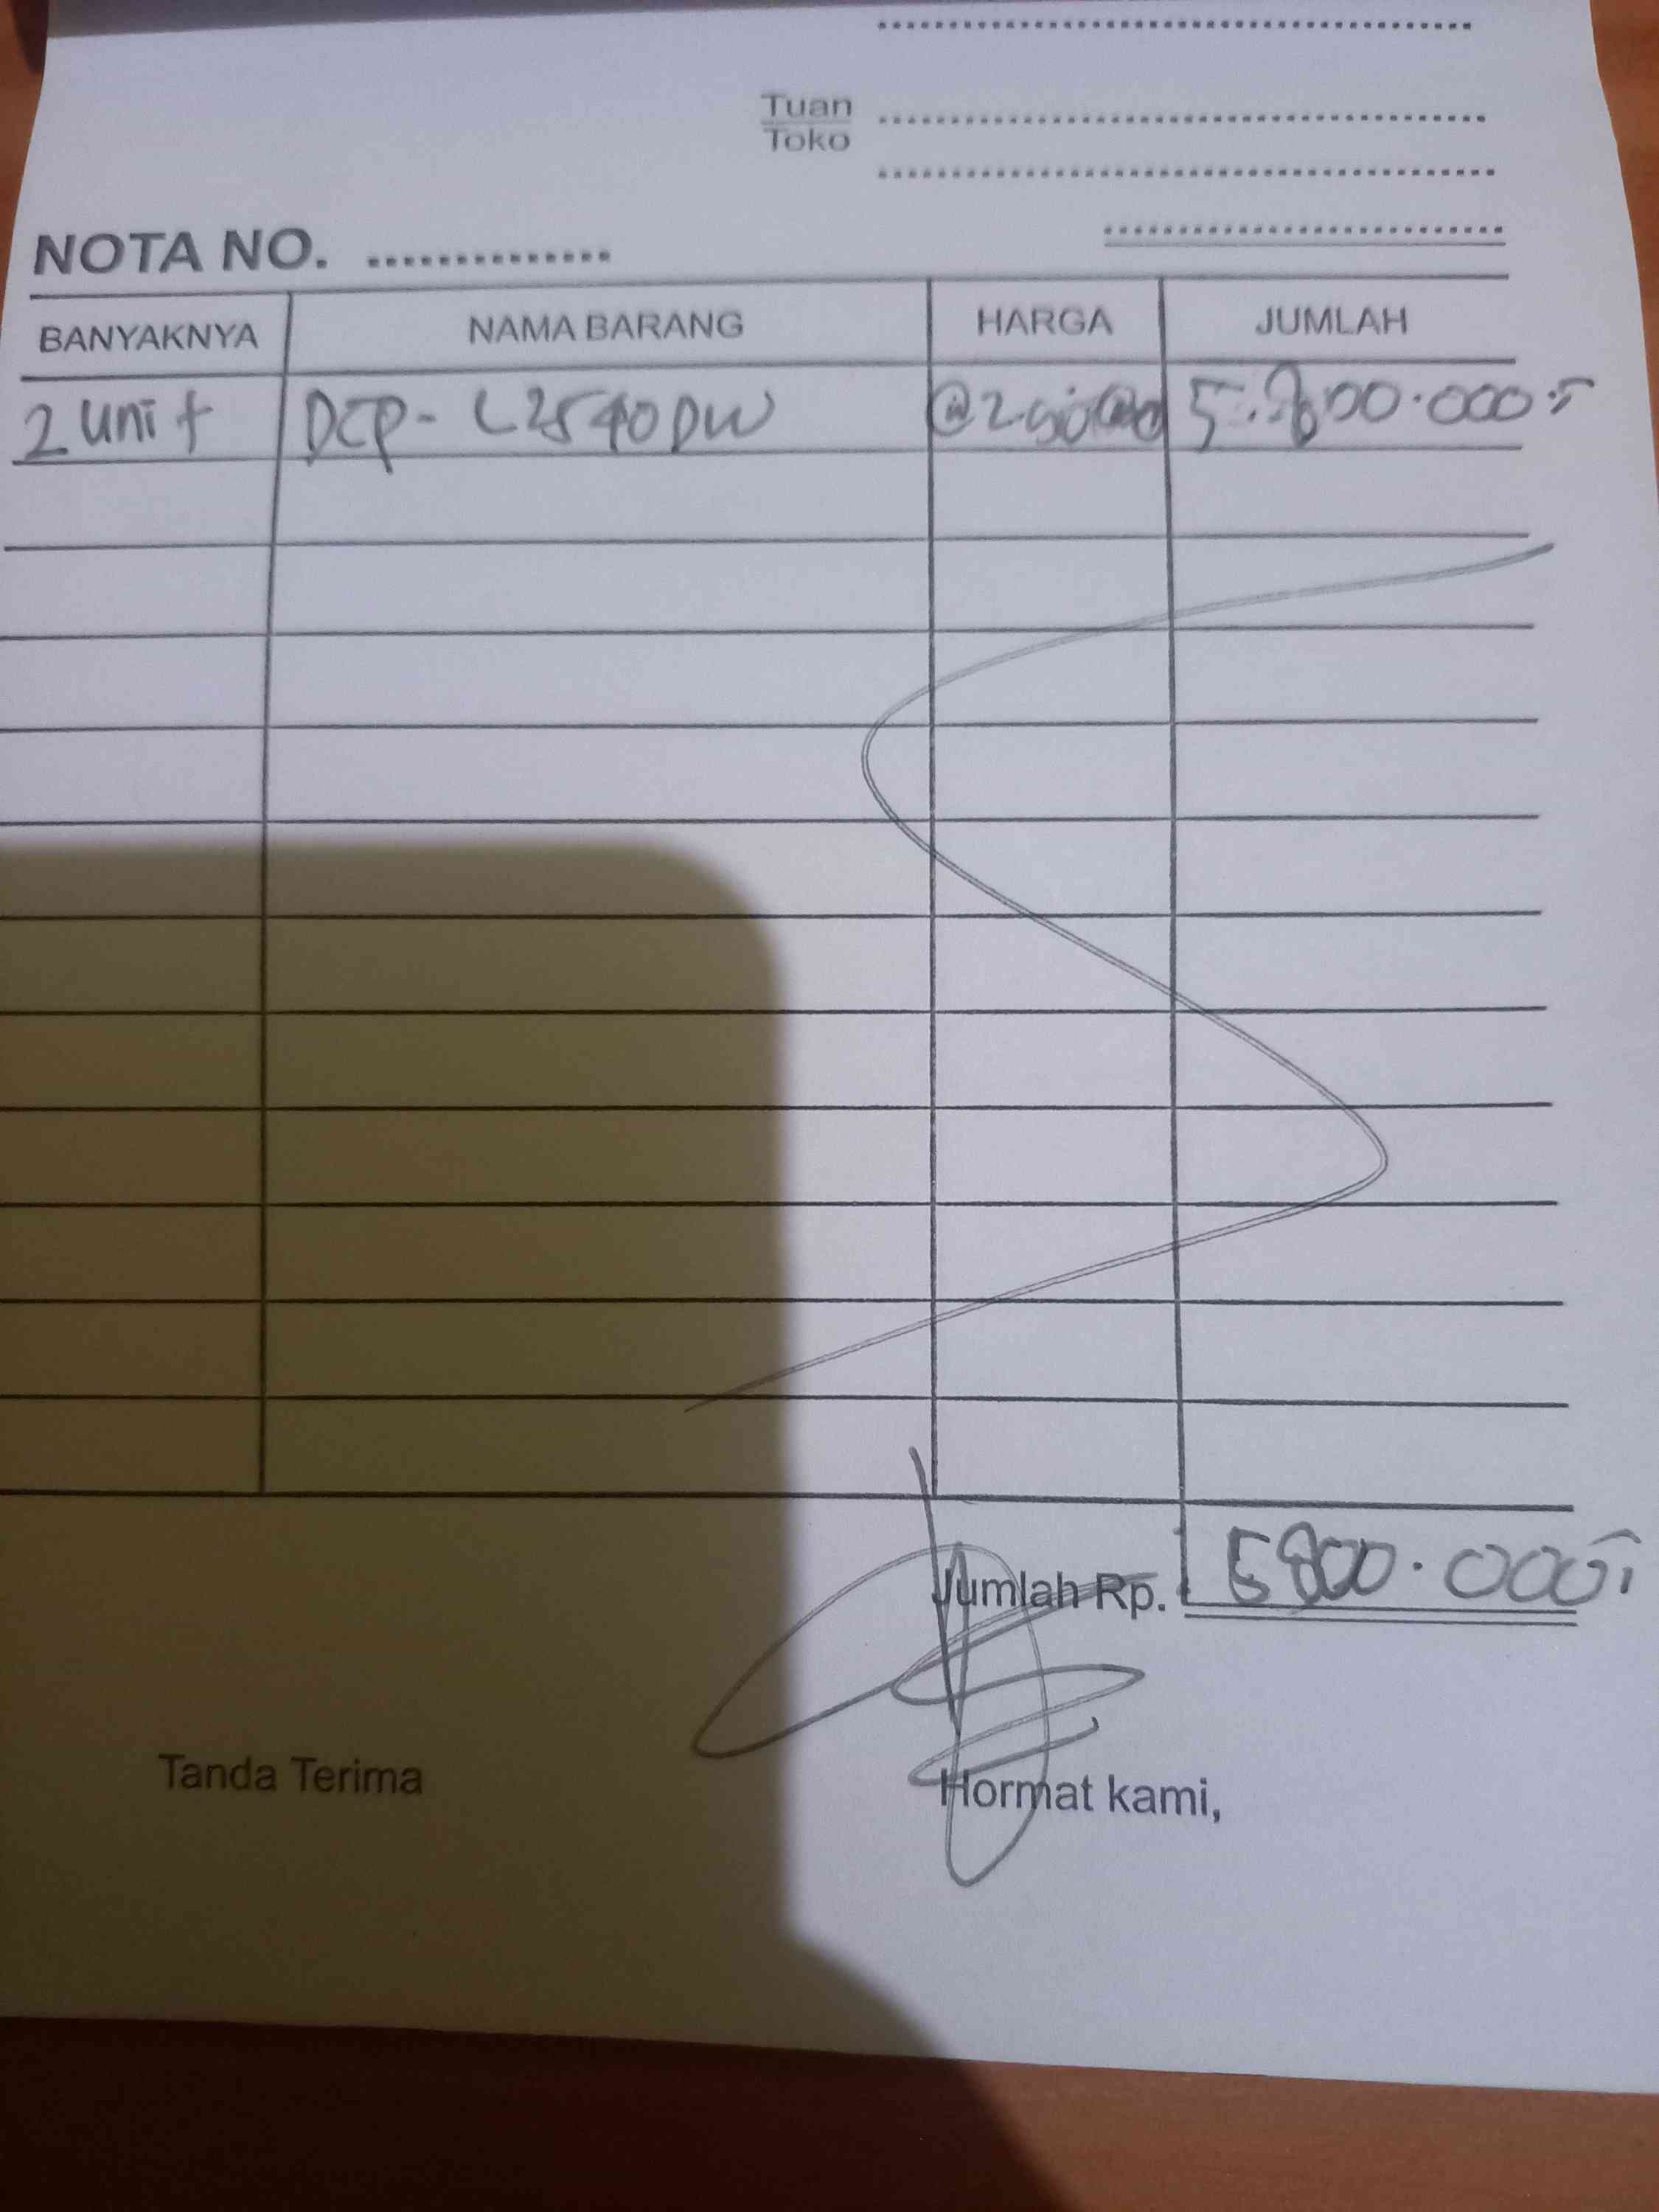 Tuan
Toko
NOTA NO. ..............
BANYAKNYA NAMA BARANG HARGA JUMLAH
2 unit DCP- L2540DW 5.800.000
Jumlah Rp. 5800.000
Tanda Terima Hormat kami,